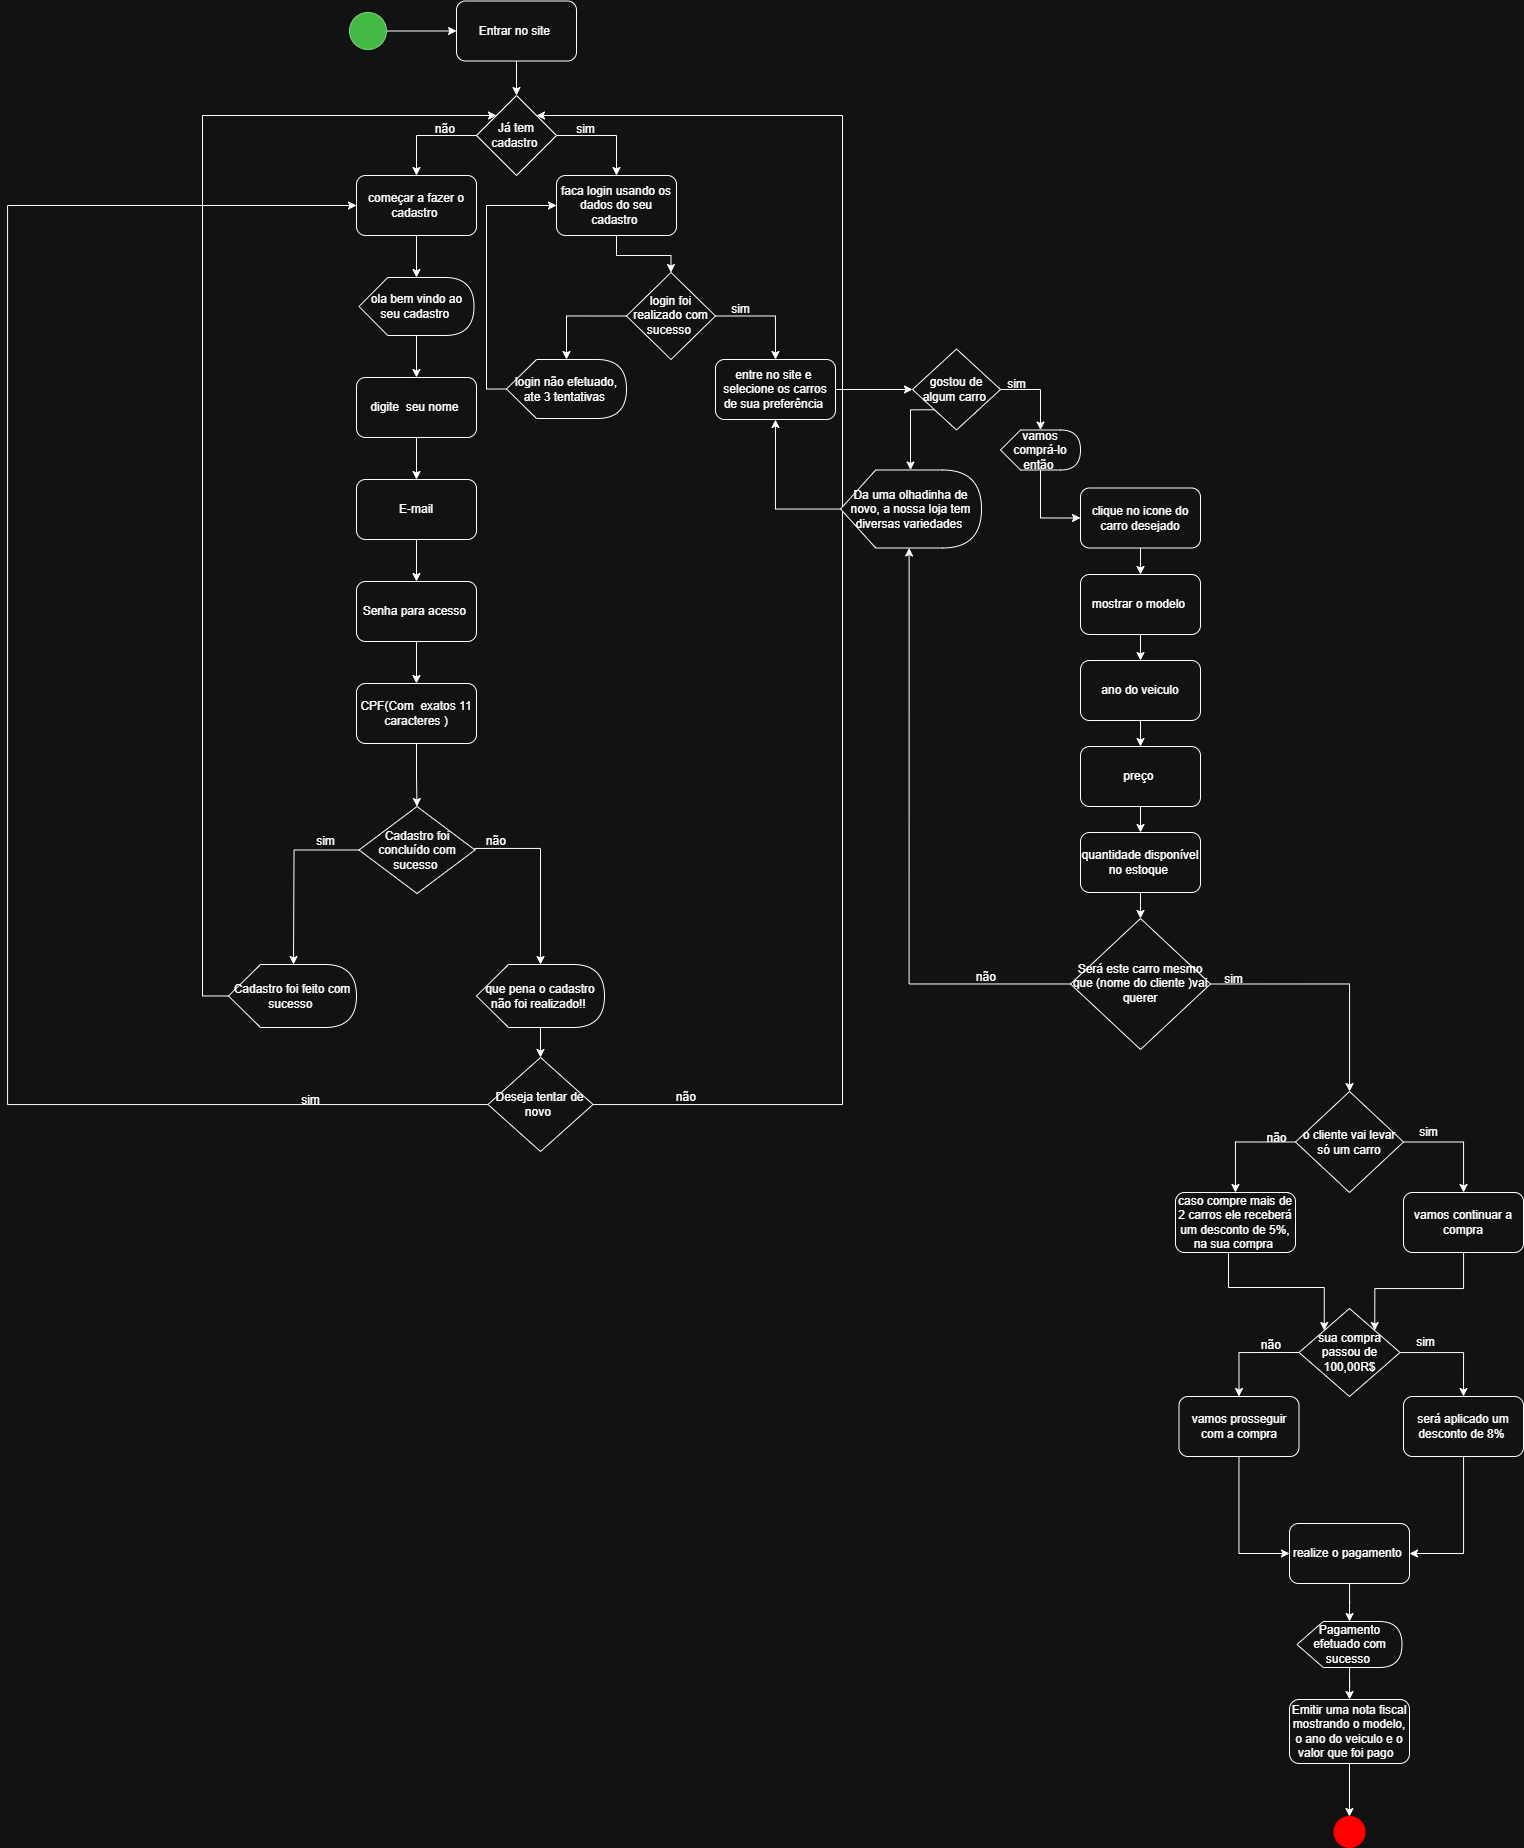 Entrar no site
Já tem
cadastro
não
sim
começar a fazer o
cadastro
faca login usando os
dados do seu
cadastro
ola bem vindo ao
seu cadastro
login foi
realizado com
sucesso
sim
login não efetuado,
ate 3 tentativas
entre no site e
selecione os carros
de sua preferência
gostou de
algum carro
sim
digite  seu nome
vamos
comprá-lo
então
E-mail
Da uma olhadinha de
novo, a nossa loja tem
diversas variedades
clique no icone do
carro desejado
Senha para acesso
mostrar o modelo
CPF(Com  exatos 11
caracteres )
ano do veiculo
preço
Cadastro foi
concluído com
sucesso
sim
não
quantidade disponível
no estoque
Cadastro foi feito com
sucesso
que pena o cadastro
não foi realizado!!
Será este carro mesmo
que (nome do cliente )vai
querer
não
sim
Deseja tentar de
novo
sim
não
o cliente vai levar
só um carro
não
sim
caso compre mais de
2 carros ele receberá
um desconto de 5%,
na sua compra
vamos continuar a
compra
sua compra
passou de
100,00R$
não
sim
vamos prosseguir
com a compra
será aplicado um
desconto de 8%
realize o pagamento
Pagamento
efetuado com
sucesso
Emitir uma nota fiscal
mostrando o modelo,
o ano do veiculo e o
valor que foi pago